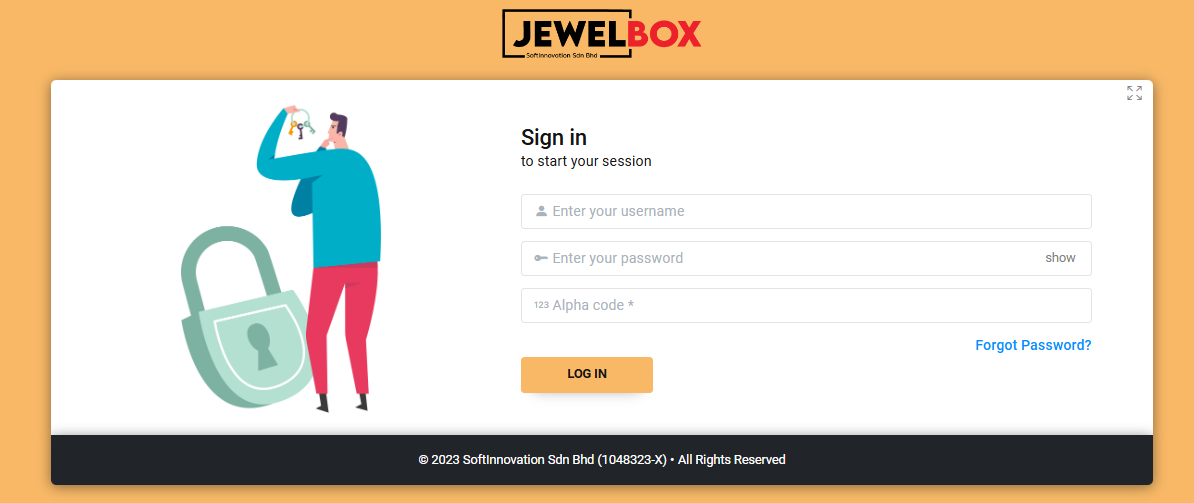 JEWELBOX
SoftInnovation Sdn Bhd
Sign in
to start your session
Enter your username
Enter your password
show
123 Alpha code *
Forgot Password?
LOG IN
© 2023 SoftInnovation Sdn Bhd (1048323-X) • All Rights Reserved